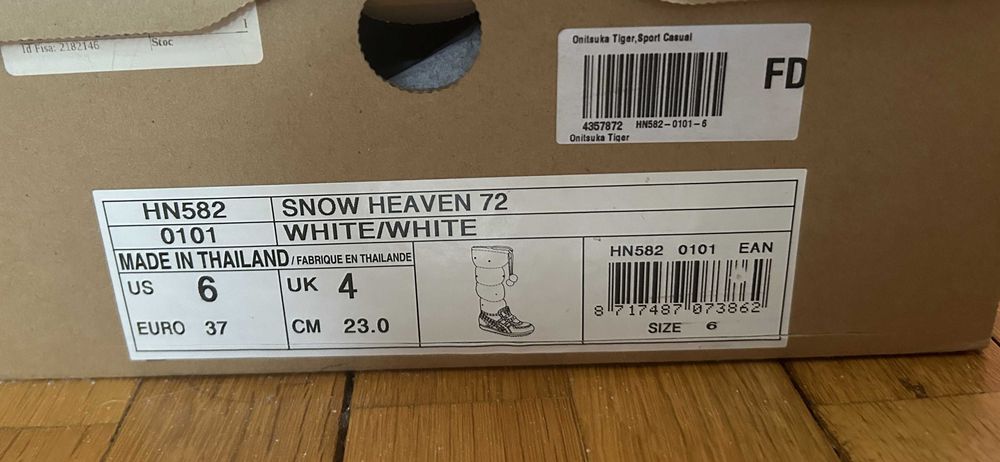 1
Id Fisa: 2182146 Stoc
Onitsuka Tiger,Sport Casual
FD
4357872 HN582-0101-6
Onitsuka Tiger
HN582 SNOW HEAVEN 72
0101 WHITE/WHITE
MADE IN THAILAND / FABRIQUE EN THAILANDE
US 6 UK 4
EURO 37 CM 23.0
HN582 0101 EAN
8 717487 073862
SIZE 6